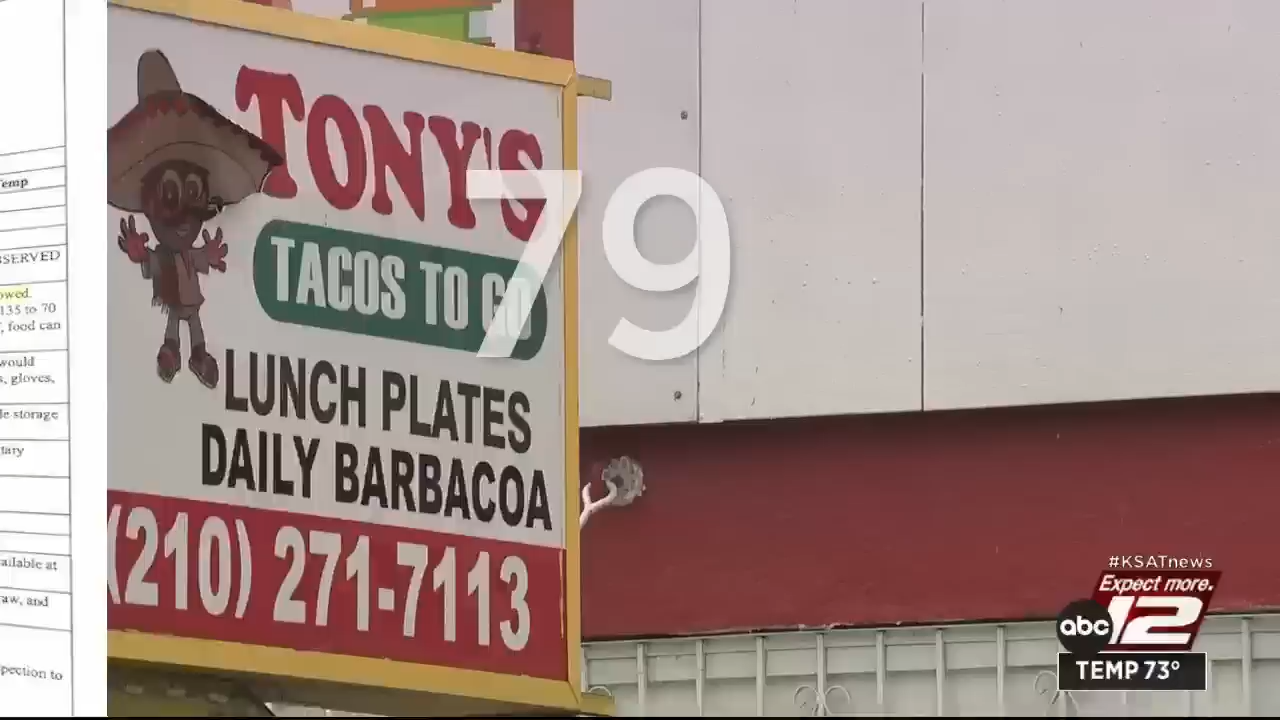 Temp
owed.
135 to 70
, food can
would
s, gloves,
le storage
tary
ailable at
aw, and
pection to
TONY'S
TACOS TO GO
LUNCH PLATES
DAILY BARBACOA
(210) 271-7113
79
#KSATnews
Expect more.
abc 12
TEMP 73°